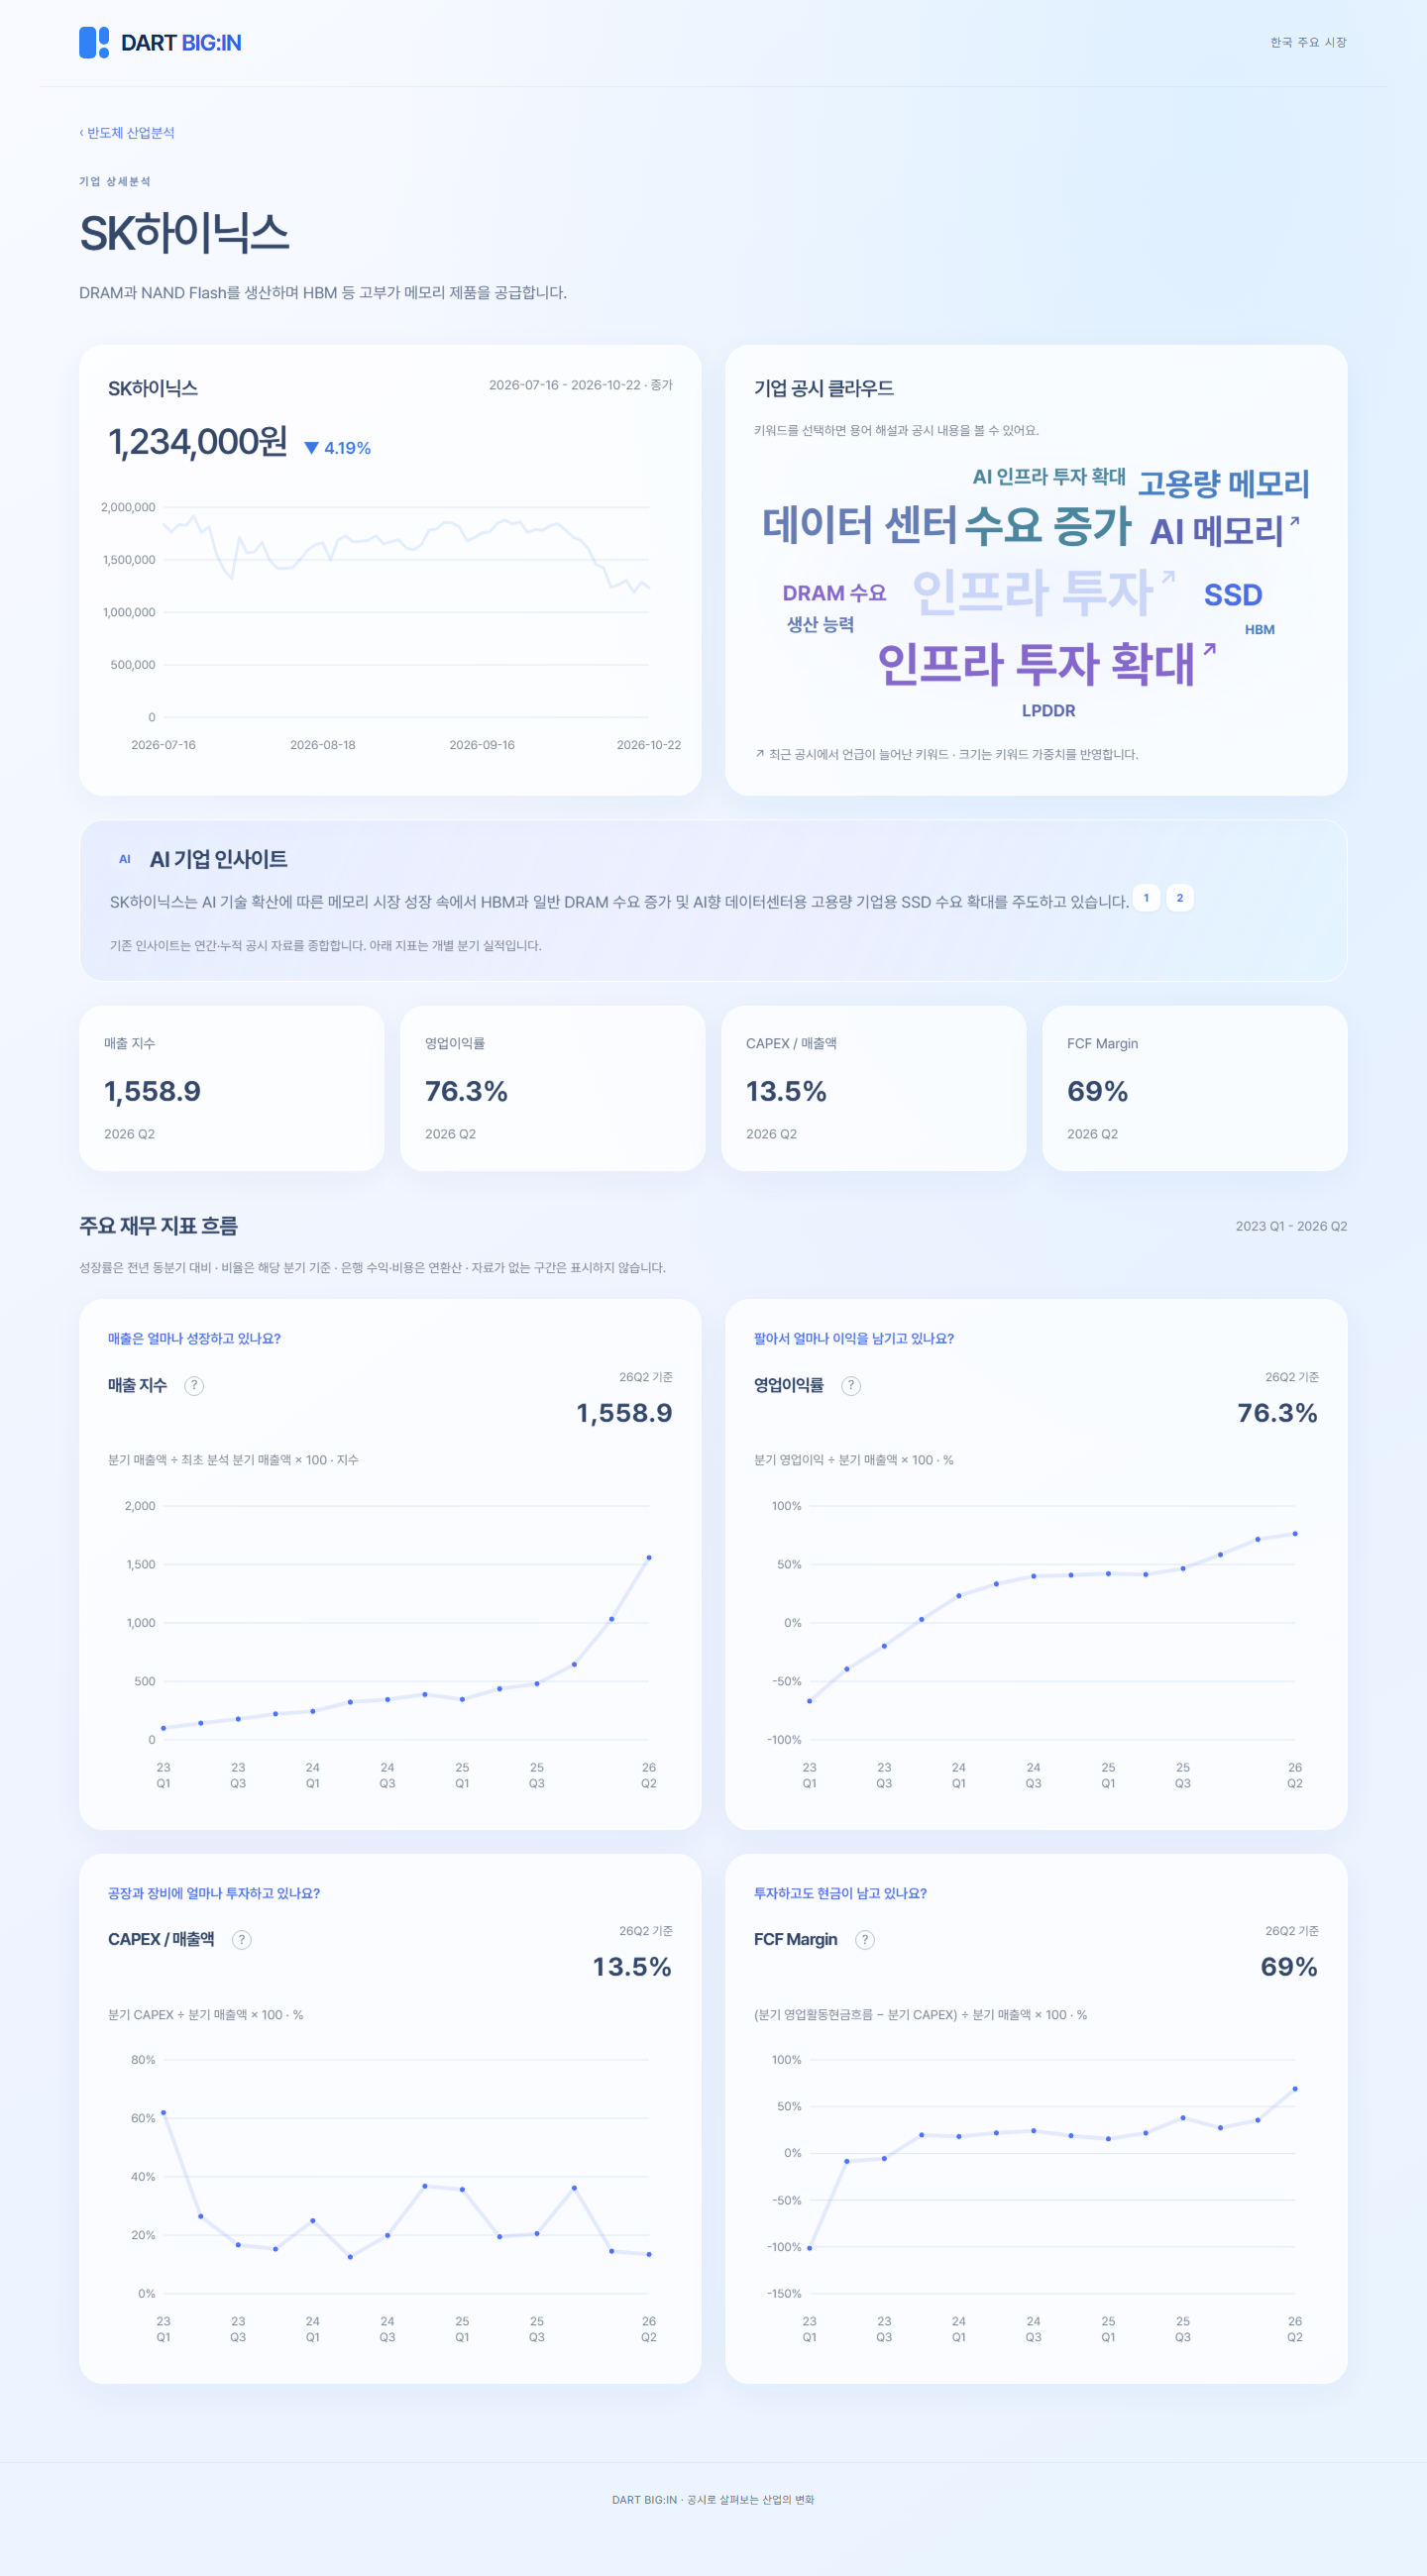 DART BIG:IN
한국 주요 시장
‹ 반도체 산업분석
기업 상세분석
SK하이닉스
DRAM과 NAND Flash를 생산하며 HBM 등 고부가 메모리 제품을 공급합니다.
SK하이닉스
2026-07-16 - 2026-10-22 · 종가
1,234,000원 ▼ 4.19%
2,000,000
1,500,000
1,000,000
500,000
0
2026-07-16
2026-08-18
2026-09-16
2026-10-22
기업 공시 클라우드
키워드를 선택하면 용어 해설과 공시 내용을 볼 수 있어요.
AI 인프라 투자 확대
고용량 메모리
데이터 센터
수요 증가
AI 메모리↗
DRAM 수요
인프라 투자↗
SSD
생산 능력
HBM
인프라 투자 확대↗
LPDDR
↗ 최근 공시에서 언급이 늘어난 키워드 · 크기는 키워드 가중치를 반영합니다.
AI
AI 기업 인사이트
SK하이닉스는 AI 기술 확산에 따른 메모리 시장 성장 속에서 HBM과 일반 DRAM 수요 증가 및 AI향 데이터센터용 고용량 기업용 SSD 수요 확대를 주도하고 있습니다. 1 2
기존 인사이트는 연간·누적 공시 자료를 종합합니다. 아래 지표는 개별 분기 실적입니다.
매출 지수
1,558.9
2026 Q2
영업이익률
76.3%
2026 Q2
CAPEX / 매출액
13.5%
2026 Q2
FCF Margin
69%
2026 Q2
주요 재무 지표 흐름
2023 Q1 - 2026 Q2
성장률은 전년 동분기 대비 · 비율은 해당 분기 기준 · 은행 수익·비용은 연환산 · 자료가 없는 구간은 표시하지 않습니다.
매출은 얼마나 성장하고 있나요?
매출 지수 ?
26Q2 기준
1,558.9
분기 매출액 ÷ 최초 분석 분기 매출액 × 100 · 지수
2,000
1,500
1,000
500
0
23 Q1
23 Q3
24 Q1
24 Q3
25 Q1
25 Q3
26 Q2
팔아서 얼마나 이익을 남기고 있나요?
영업이익률 ?
26Q2 기준
76.3%
분기 영업이익 ÷ 분기 매출액 × 100 · %
100%
50%
0%
-50%
-100%
23 Q1
23 Q3
24 Q1
24 Q3
25 Q1
25 Q3
26 Q2
공장과 장비에 얼마나 투자하고 있나요?
CAPEX / 매출액 ?
26Q2 기준
13.5%
분기 CAPEX ÷ 분기 매출액 × 100 · %
80%
60%
40%
20%
0%
23 Q1
23 Q3
24 Q1
24 Q3
25 Q1
25 Q3
26 Q2
투자하고도 현금이 남고 있나요?
FCF Margin ?
26Q2 기준
69%
(분기 영업활동현금흐름 − 분기 CAPEX) ÷ 분기 매출액 × 100 · %
100%
50%
0%
-50%
-100%
-150%
23 Q1
23 Q3
24 Q1
24 Q3
25 Q1
25 Q3
26 Q2
DART BIG:IN · 공시로 살펴보는 산업의 변화